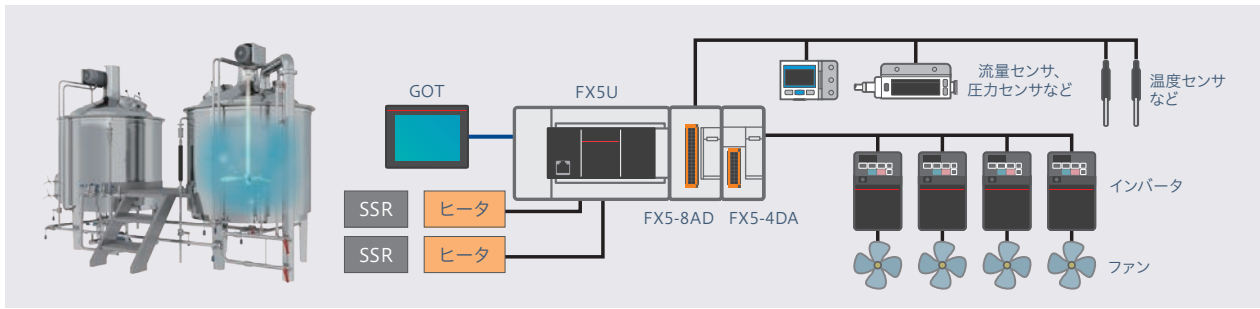 GOT
FX5U
流量センサ、
圧力センサなど
温度センサ
など
SSR
ヒータ
SSR
ヒータ
FX5-8AD
FX5-4DA
インバータ
ファン